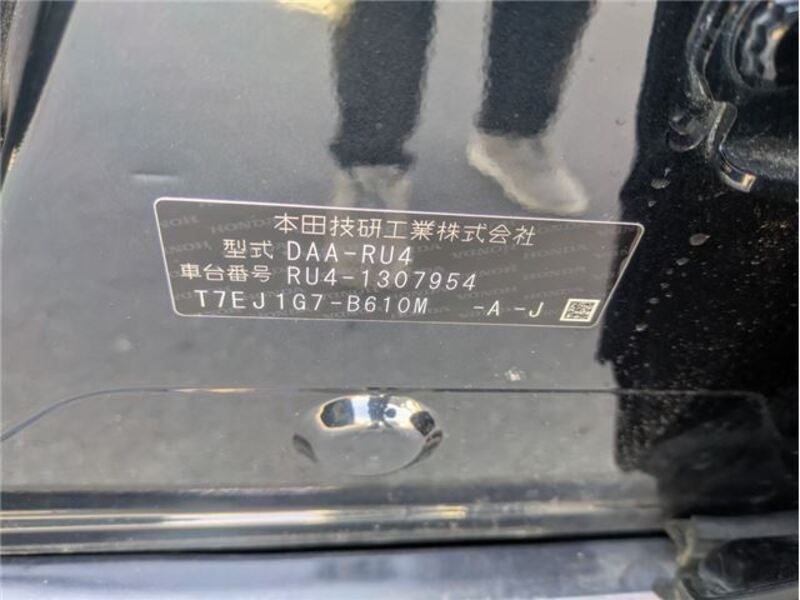 本田技研工業株式会社
型式 DAA-RU4
車台番号 RU4-1307954
T7EJ1G7-B610M -A -J